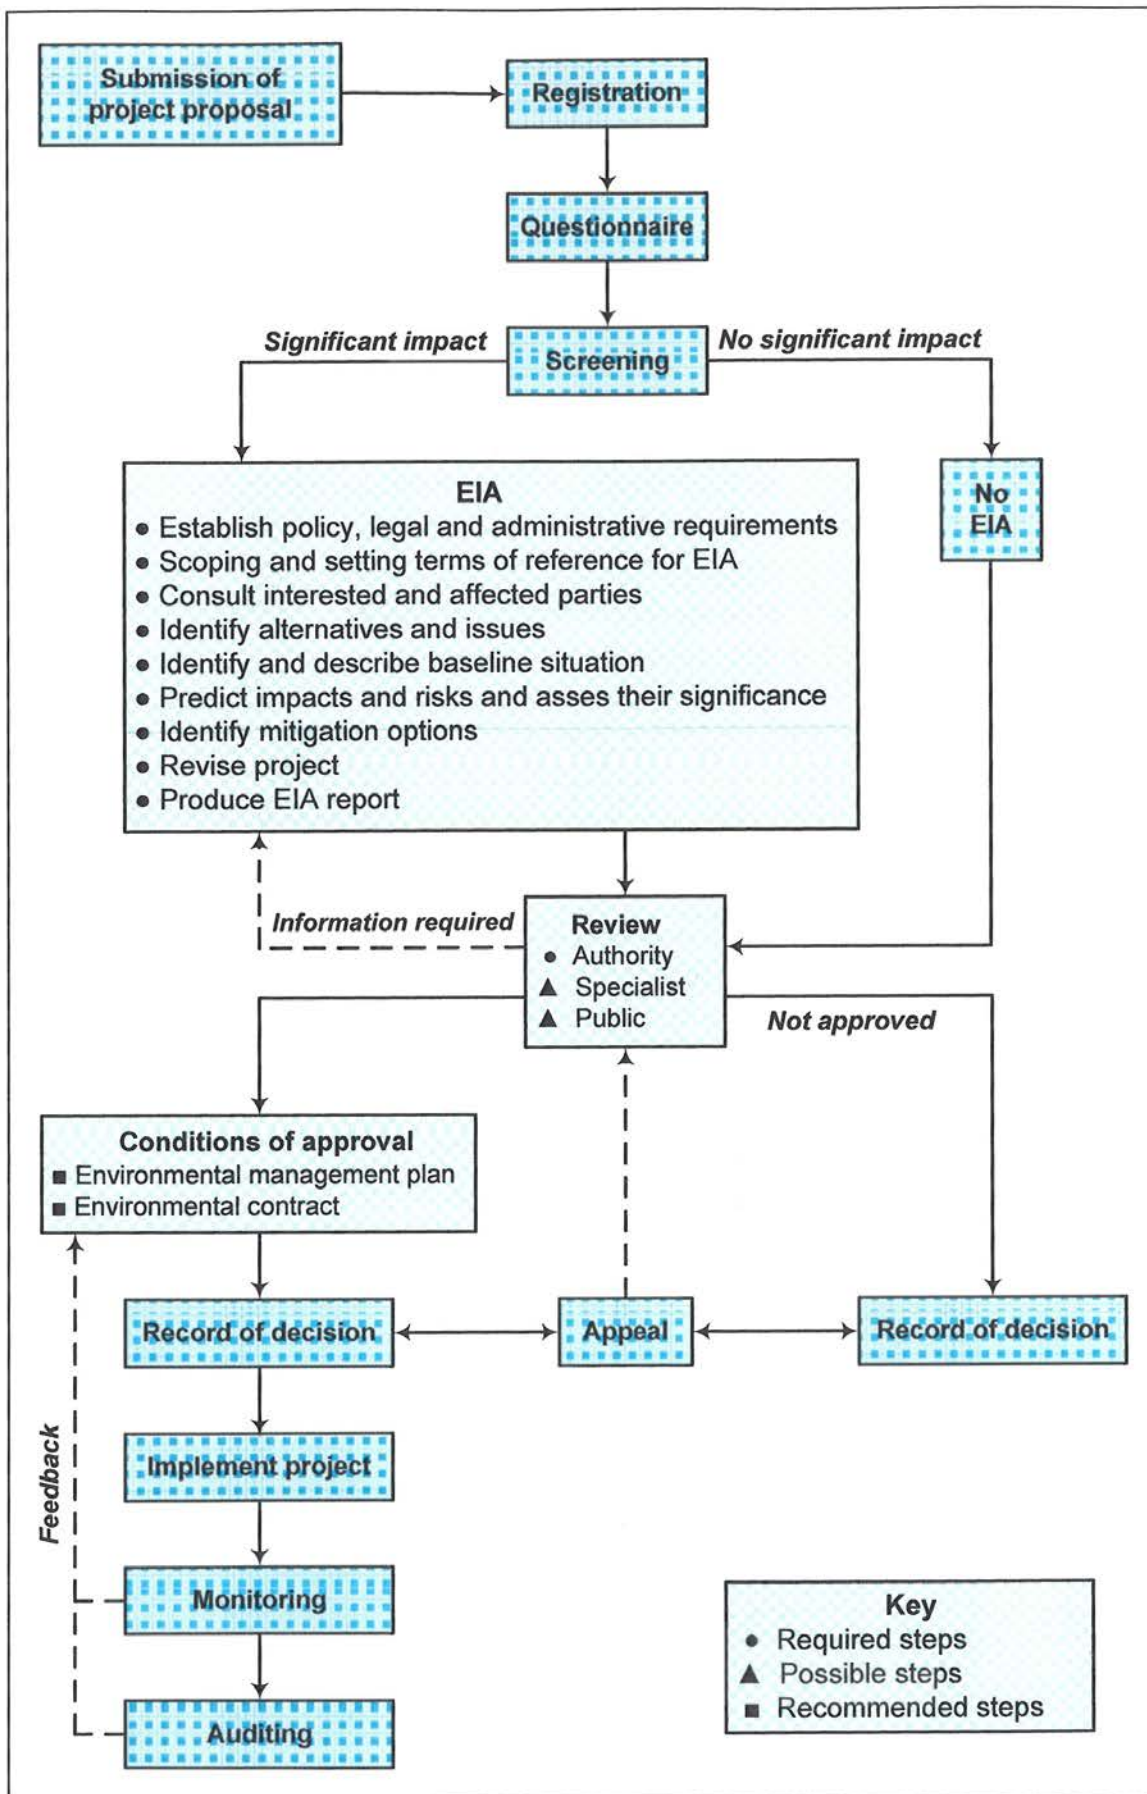 Submission of
project proposal
Registration
Questionnaire
Significant impact
No significant impact
Screening
EIA
● Establish policy, legal and administrative requirements
● Scoping and setting terms of reference for EIA
● Consult interested and affected parties
● Identify alternatives and issues
● Identify and describe baseline situation
● Predict impacts and risks and asses their significance
● Identify mitigation options
● Revise project
● Produce EIA report
No
EIA
Information required
Review
● Authority
▲ Specialist
▲ Public
Not approved
Conditions of approval
■ Environmental management plan
■ Environmental contract
Record of decision
Appeal
Record of decision
Feedback
Implement project
Monitoring
Auditing
Key
● Required steps
▲ Possible steps
■ Recommended steps